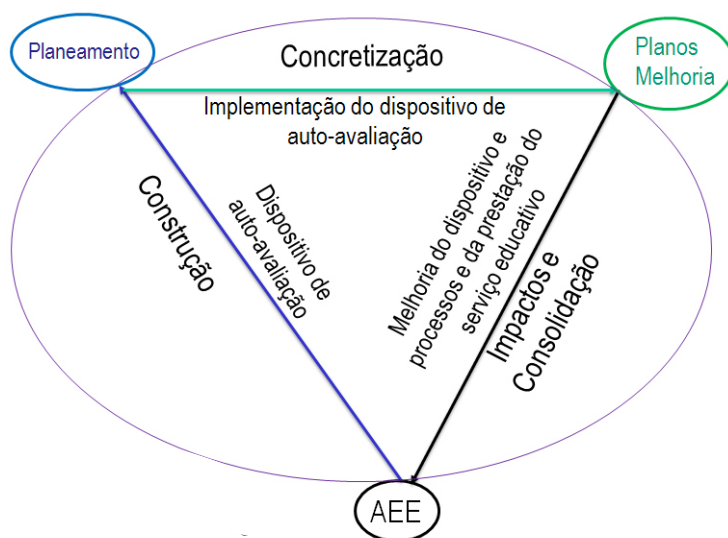 Planeamento
Concretização
Planos
Melhoria
Implementação do dispositivo de
auto-avaliação
Construção
Dispositivo de
auto-avaliação
Melhoria do dispositivo e
processos e da prestação do
serviço educativo
Impactos e
Consolidação
AEE